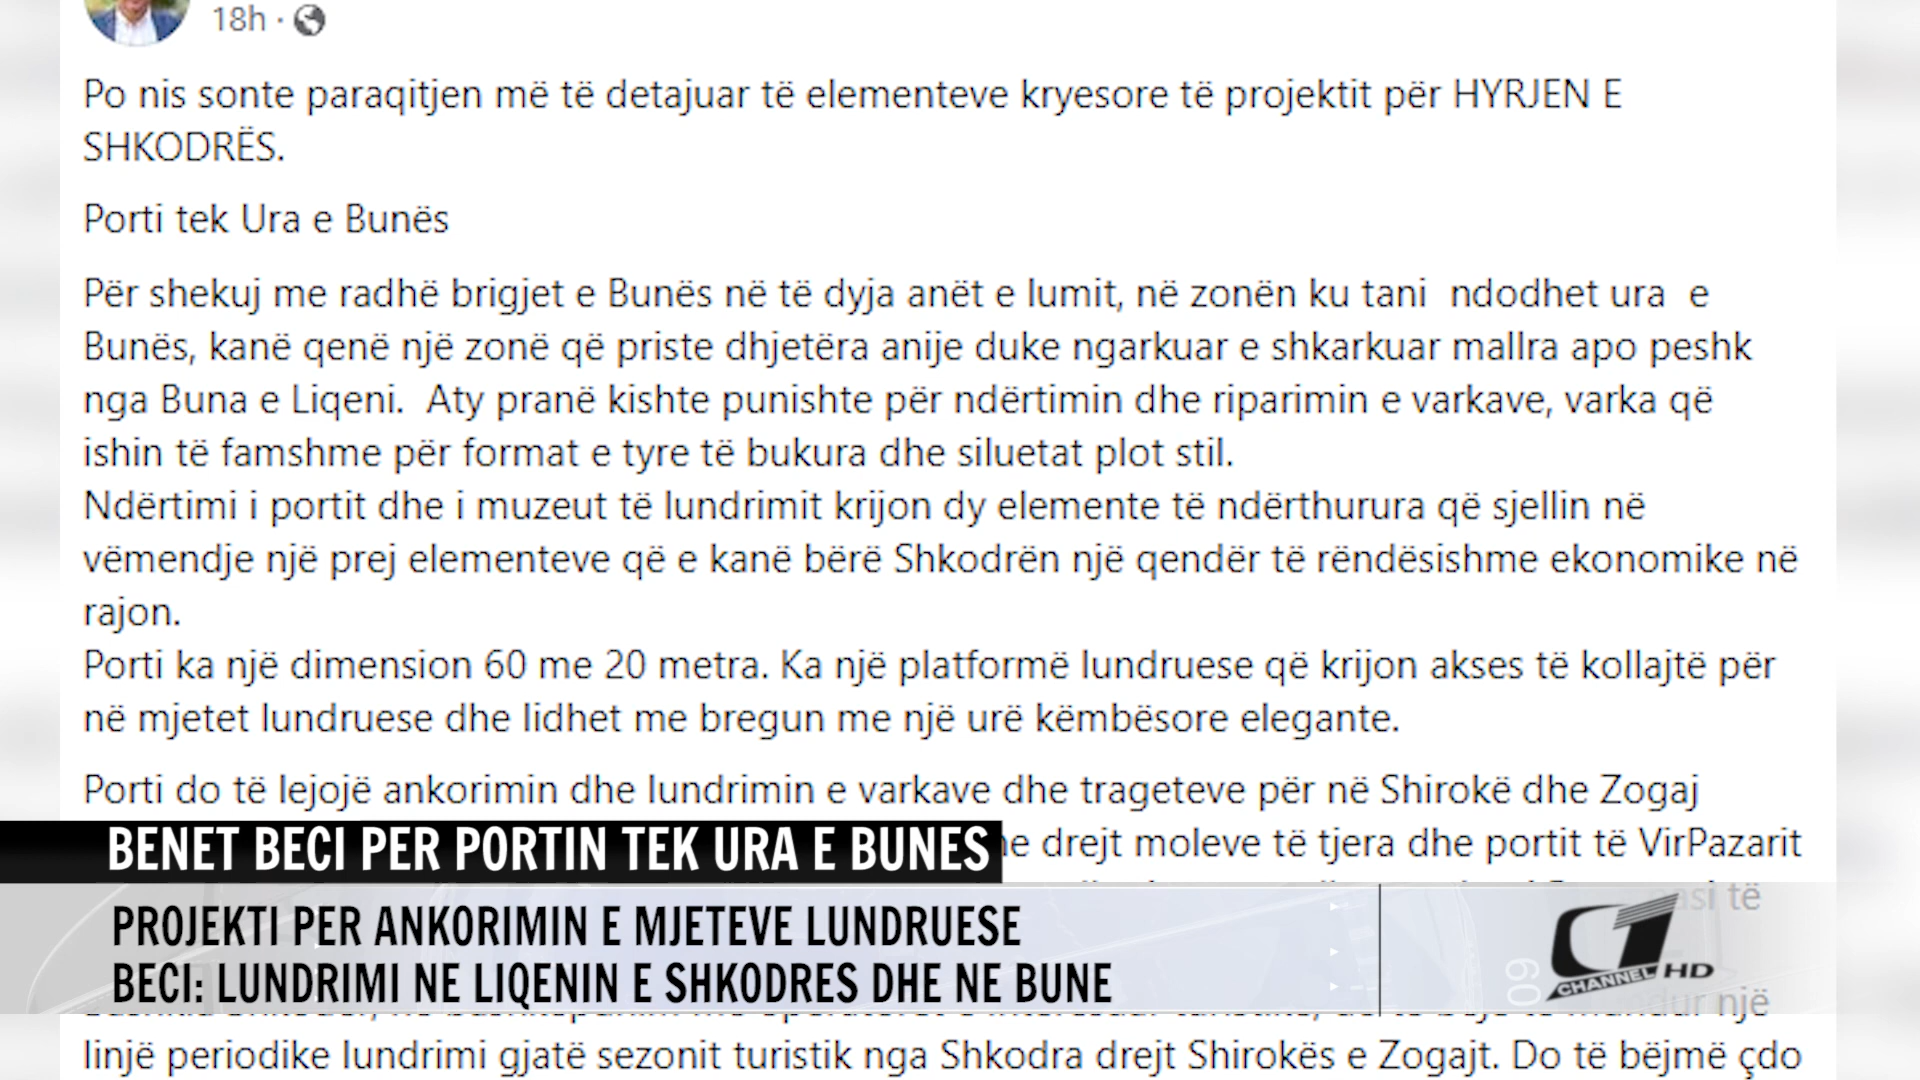 18h ·
Po nis sonte paraqitjen më të detajuar të elementeve kryesore të projektit për HYRJEN E
SHKODRËS.
Porti tek Ura e Bunës
Për shekuj me radhë brigjet e Bunës në të dyja anët e lumit, në zonën ku tani ndodhet ura e
Bunës, kanë qenë një zonë që priste dhjetëra anije duke ngarkuar e shkarkuar mallra apo peshk
nga Buna e Liqeni. Aty pranë kishte punishte për ndërtimin dhe riparimin e varkave, varka që
ishin të famshme për format e tyre të bukura dhe siluetat plot stil.
Ndërtimi i portit dhe i muzeut të lundrimit krijon dy elemente të ndërthurura që sjellin në
vëmendje një prej elementeve që e kanë bërë Shkodrën një qendër të rëndësishme ekonomike në
rajon.
Porti ka një dimension 60 me 20 metra. Ka një platformë lundruese që krijon akses të kollajtë për
në mjetet lundruese dhe lidhet me bregun me një urë këmbësore elegante.
Porti do të lejojë ankorimin dhe lundrimin e varkave dhe trageteve për në Shirokë dhe Zogaj
drejt moleve të tjera dhe portit të VirPazarit
BENET BECI PER PORTIN TEK URA E BUNES
të
PROJEKTI PER ANKORIMIN E MJETEVE LUNDRUESE
BECI: LUNDRIMI NE LIQENIN E SHKODRES DHE NE BUNE
09
CHANNEL HD
një
linjë periodike lundrimi gjatë sezonit turistik nga Shkodra drejt Shirokës e Zogajt. Do të bëjmë çdo